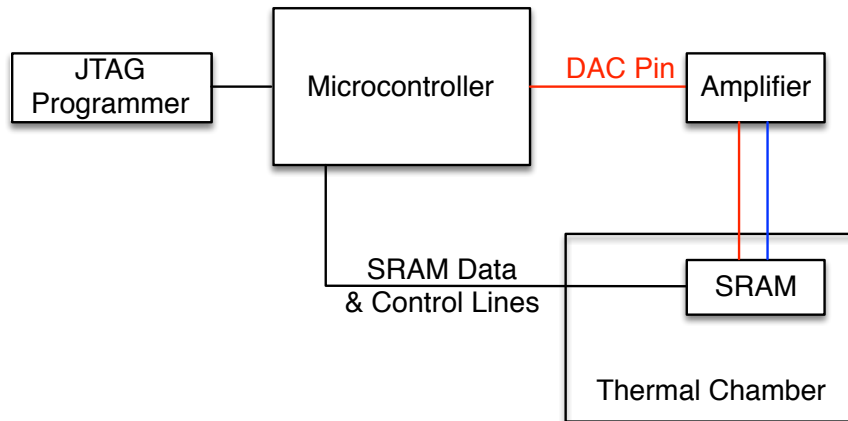 JTAG
Programmer
Microcontroller
DAC Pin
Amplifier
SRAM Data
& Control Lines
SRAM
Thermal Chamber